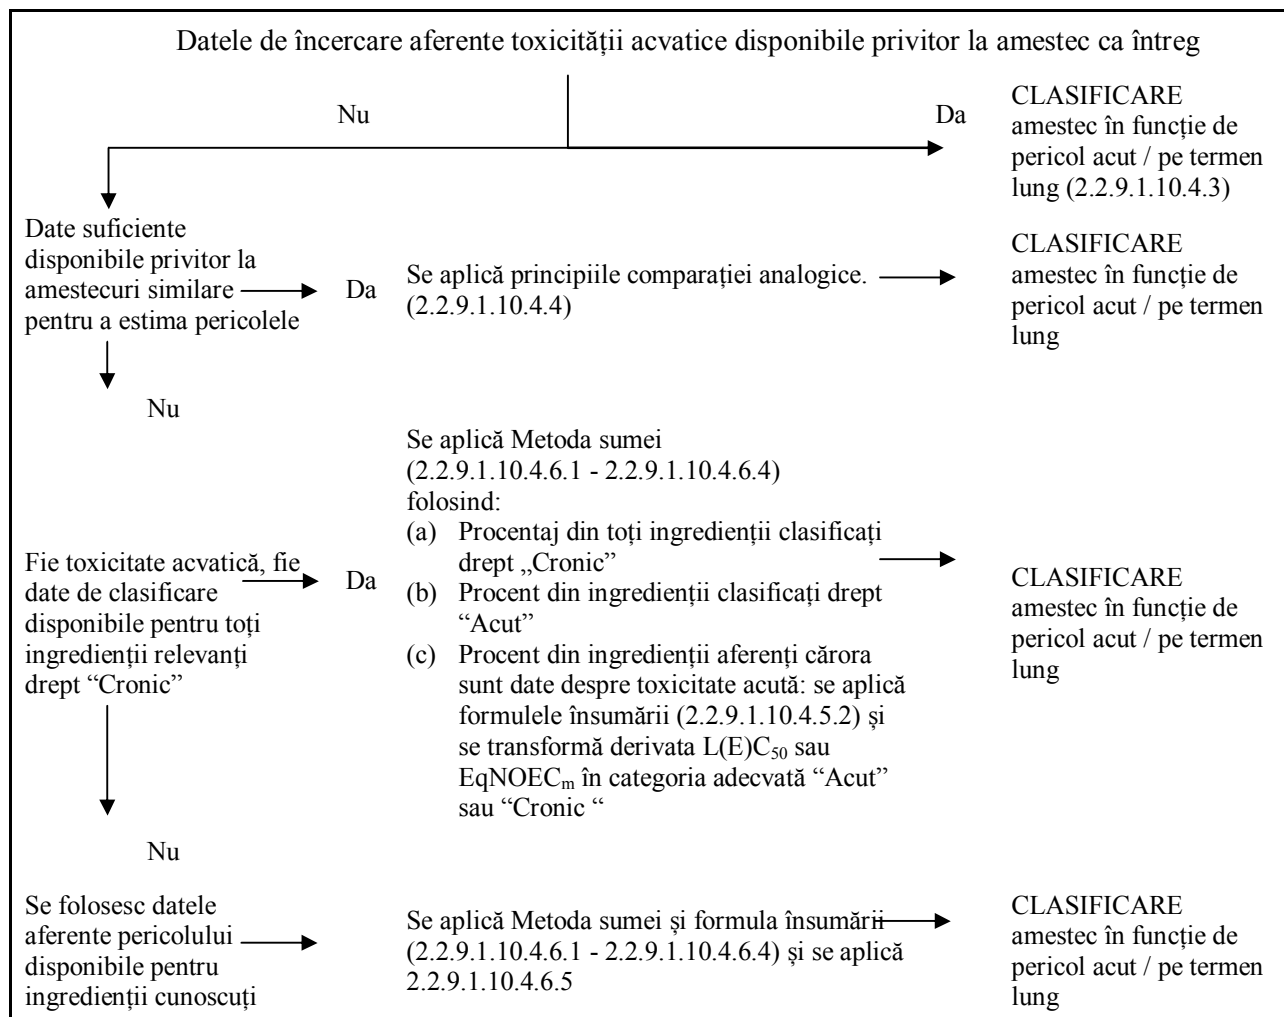 Datele de încercare aferente toxicității acvatice disponibile privitor la amestec ca întreg
Nu
Da
CLASIFICARE
amestec în funcție de
pericol acut / pe termen
lung (2.2.9.1.10.4.3)
Date suficiente
disponibile privitor la
amestecuri similare
pentru a estima pericolele
Da
Se aplică principiile comparației analogice.
(2.2.9.1.10.4.4)
CLASIFICARE
amestec în funcție de
pericol acut / pe termen
lung
Nu
Fie toxicitate acvatică, fie
date de clasificare
disponibile pentru toți
ingredienții relevanți
drept “Cronic”
Da
Se aplică Metoda sumei
(2.2.9.1.10.4.6.1 - 2.2.9.1.10.4.6.4)
folosind:
(a) Procentaj din toți ingredienții clasificați
drept „Cronic”
(b) Procent din ingredienții clasificați drept
“Acut”
(c) Procent din ingredienții aferenți cărora
sunt date despre toxicitate acută: se aplică
formulele însumării (2.2.9.1.10.4.5.2) și
se transformă derivata L(E)C₅₀ sau
EqNOECₘ în categoria adecvată “Acut”
sau “Cronic “
CLASIFICARE
amestec în funcție de
pericol acut / pe termen
lung
Nu
Se folosesc datele
aferente pericolului
disponibile pentru
ingredienții cunoscuți
Se aplică Metoda sumei și formula însumării
(2.2.9.1.10.4.6.1 - 2.2.9.1.10.4.6.4) și se aplică
2.2.9.1.10.4.6.5
CLASIFICARE
amestec în funcție de
pericol acut / pe termen
lung